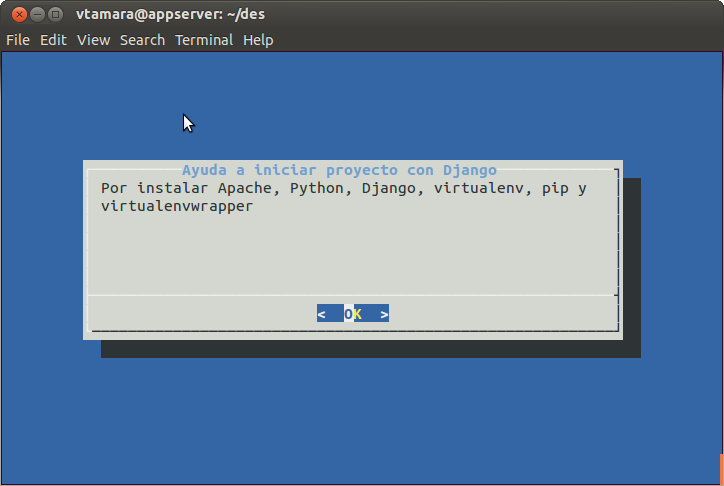 vtamara@appserver: ~/des
File Edit View Search Terminal Help
Ayuda a iniciar proyecto con Django
Por instalar Apache, Python, Django, virtualenv, pip y
virtualenvwrapper
< OK >